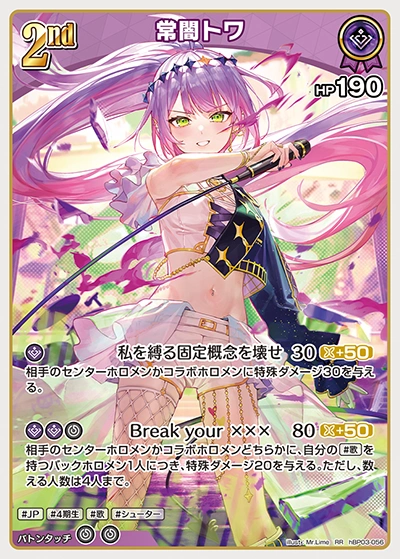 2nd
常闇トワ
HP190
私を縛る固定概念を壊せ 30 +50
相手のセンターホロメンかコラボホロメンに特殊ダメージ30を与え
る。
Break your ××× 80 +50
相手のセンターホロメンかコラボホロメンどちらかに、自分の#歌を
持つバックホロメン1人につき、特殊ダメージ20を与える。ただし、数
える人数は4人まで。
#JP #4期生 #歌 #シューター
バトンタッチ
illust: Mr.Lime RR hBP03-056